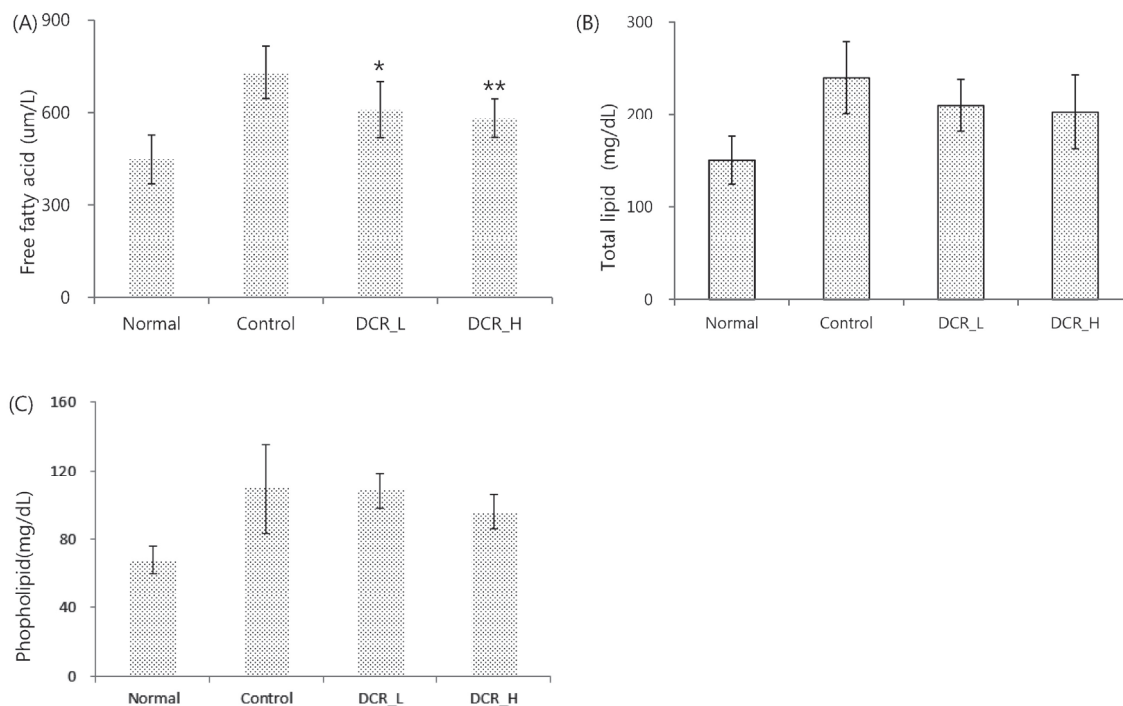 (A)
Free fatty acid (um/L)
900
600
300
0
*
**
Normal Control DCR_L DCR_H
(B)
Total lipid (mg/dL)
300
200
100
0
Normal Control DCR_L DCR_H
(C)
Phopholipid(mg/dL)
160
120
80
40
0
Normal Control DCR_L DCR_H